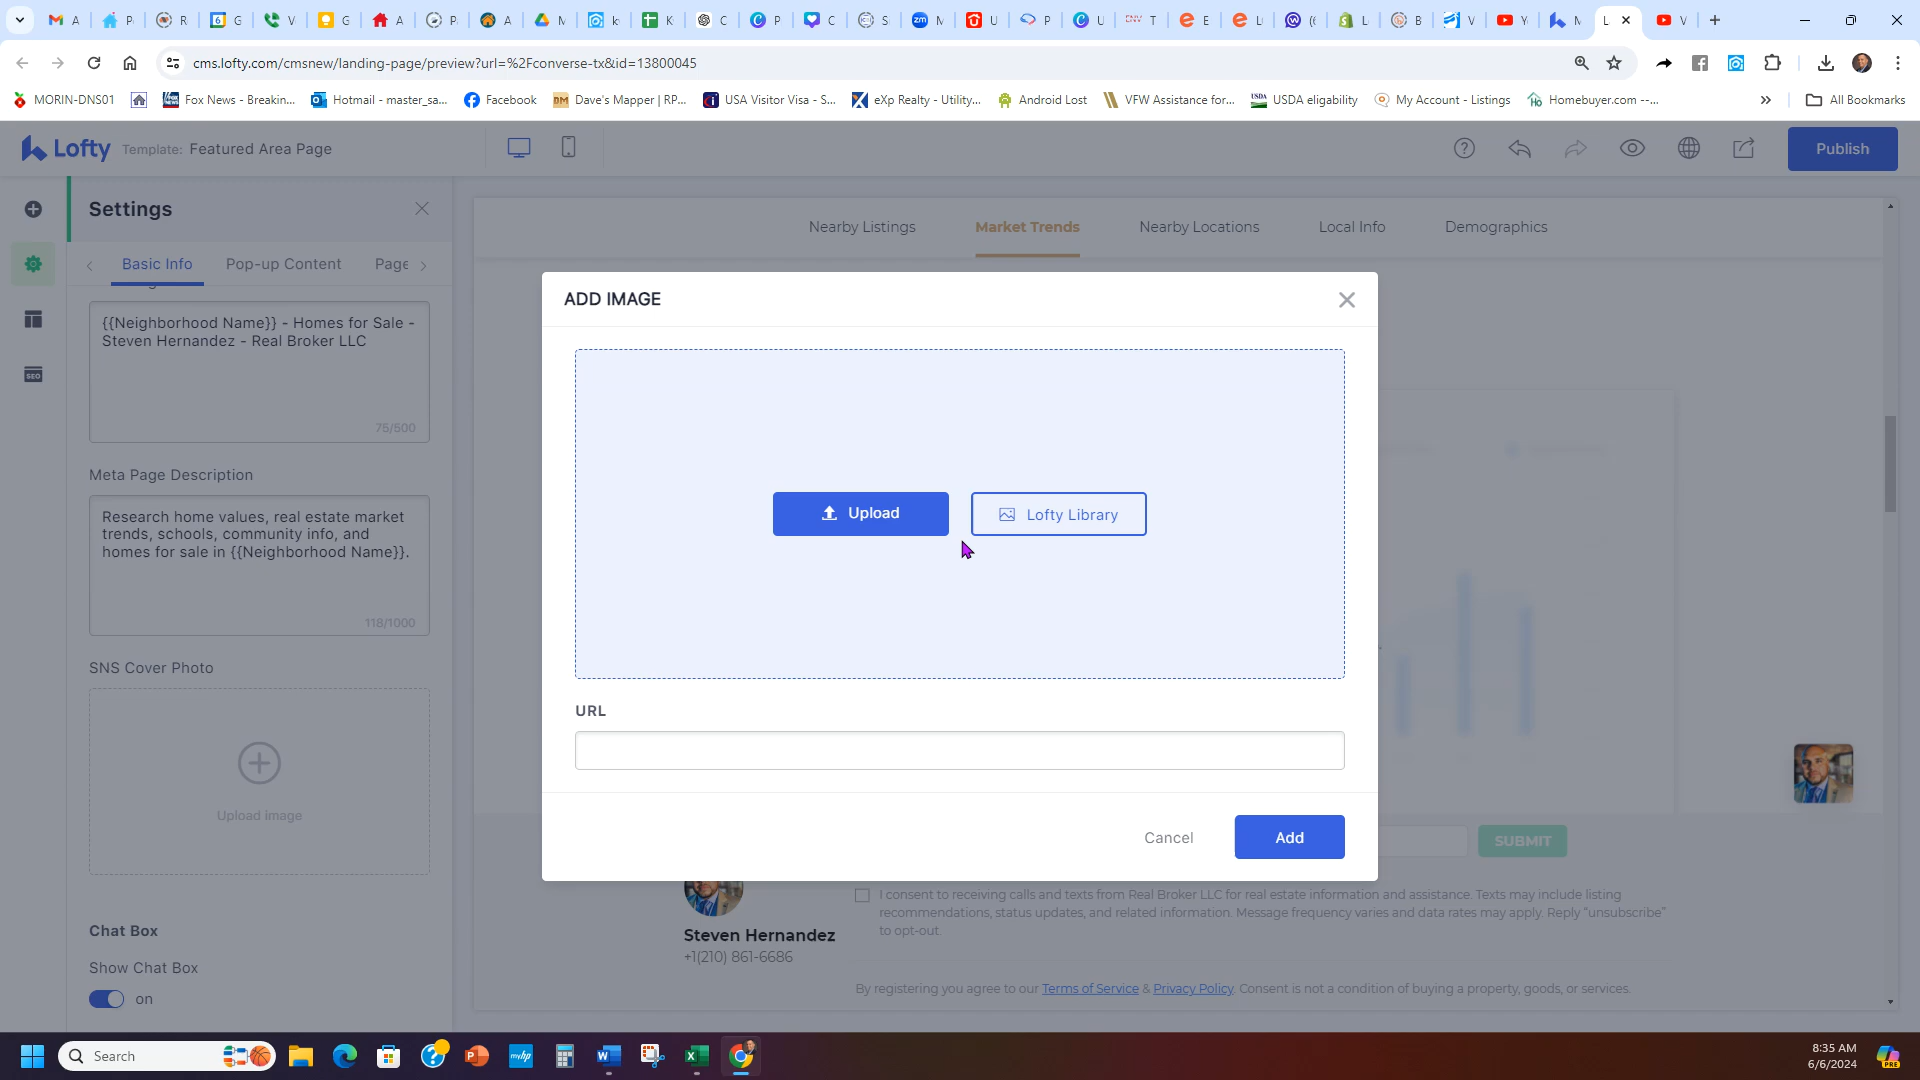 cms.lofty.com/cmsnew/landing-page/preview?url=%2Fconverse-tx&id=13800045
MORIN-DNS01
Fox News - Breakin...
Hotmail - master_sa...
Facebook
Dave's Mapper | RP...
USA Visitor Visa - S...
eXp Realty - Utility...
Android Lost
VFW Assistance for...
USDA eligibility
My Account - Listings
Homebuyer.com --...
All Bookmarks
Lofty
Template: Featured Area Page
Publish
Settings
Basic Info
Pop-up Content
Page
{{Neighborhood Name}} - Homes for Sale -
Steven Hernandez - Real Broker LLC
75/500
Meta Page Description
Research home values, real estate market
trends, schools, community info, and
homes for sale in {{Neighborhood Name}}.
118/1000
SNS Cover Photo
Upload image
Chat Box
Show Chat Box
on
SEO
Nearby Listings
Market Trends
Nearby Locations
Local Info
Demographics
ADD IMAGE
Upload
Lofty Library
URL
Cancel
Add
SUBMIT
I consent to receiving calls and texts from Real Broker LLC for real estate information and assistance. Texts may include listing
recommendations, status updates, and related information. Message frequency varies and data rates may apply. Reply "unsubscribe"
to opt-out.
Steven Hernandez
+1(210) 861-6686
By registering you agree to our Terms of Service & Privacy Policy. Consent is not a condition of buying a property, goods, or services.
Search
8:35 AM
6/6/2024